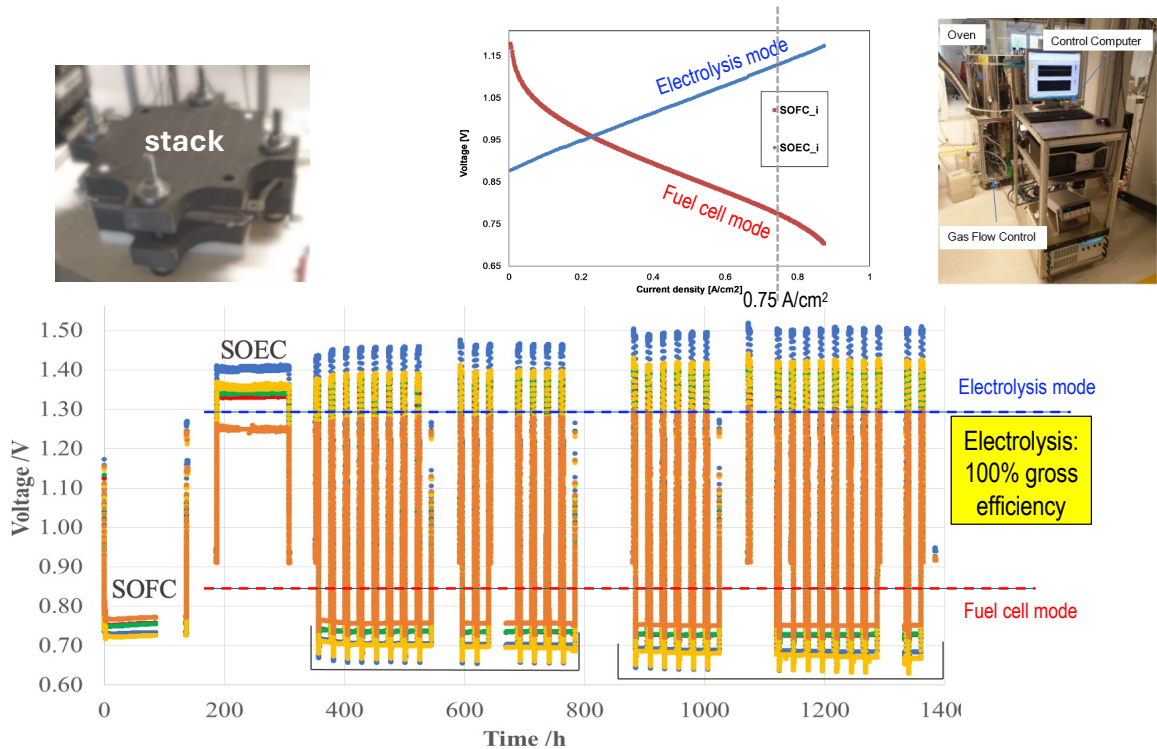 stack
1.15
1.05
0.95
0.85
0.75
0.65
Voltage [V]
0
0.2
0.4
0.6
0.8
1
Current density [A/cm2]
Electrolysis mode
Fuel cell mode
SOFC_i
SOEC_i
0.75 A/cm²
Oven
Control Computer
Gas Flow Control
1.50
1.40
1.30
1.20
1.10
1.00
0.90
0.80
0.70
0.60
Voltage /V
SOEC
SOFC
Electrolysis mode
Electrolysis:
100% gross
efficiency
Fuel cell mode
0
200
400
600
800
1000
1200
1400
Time /h